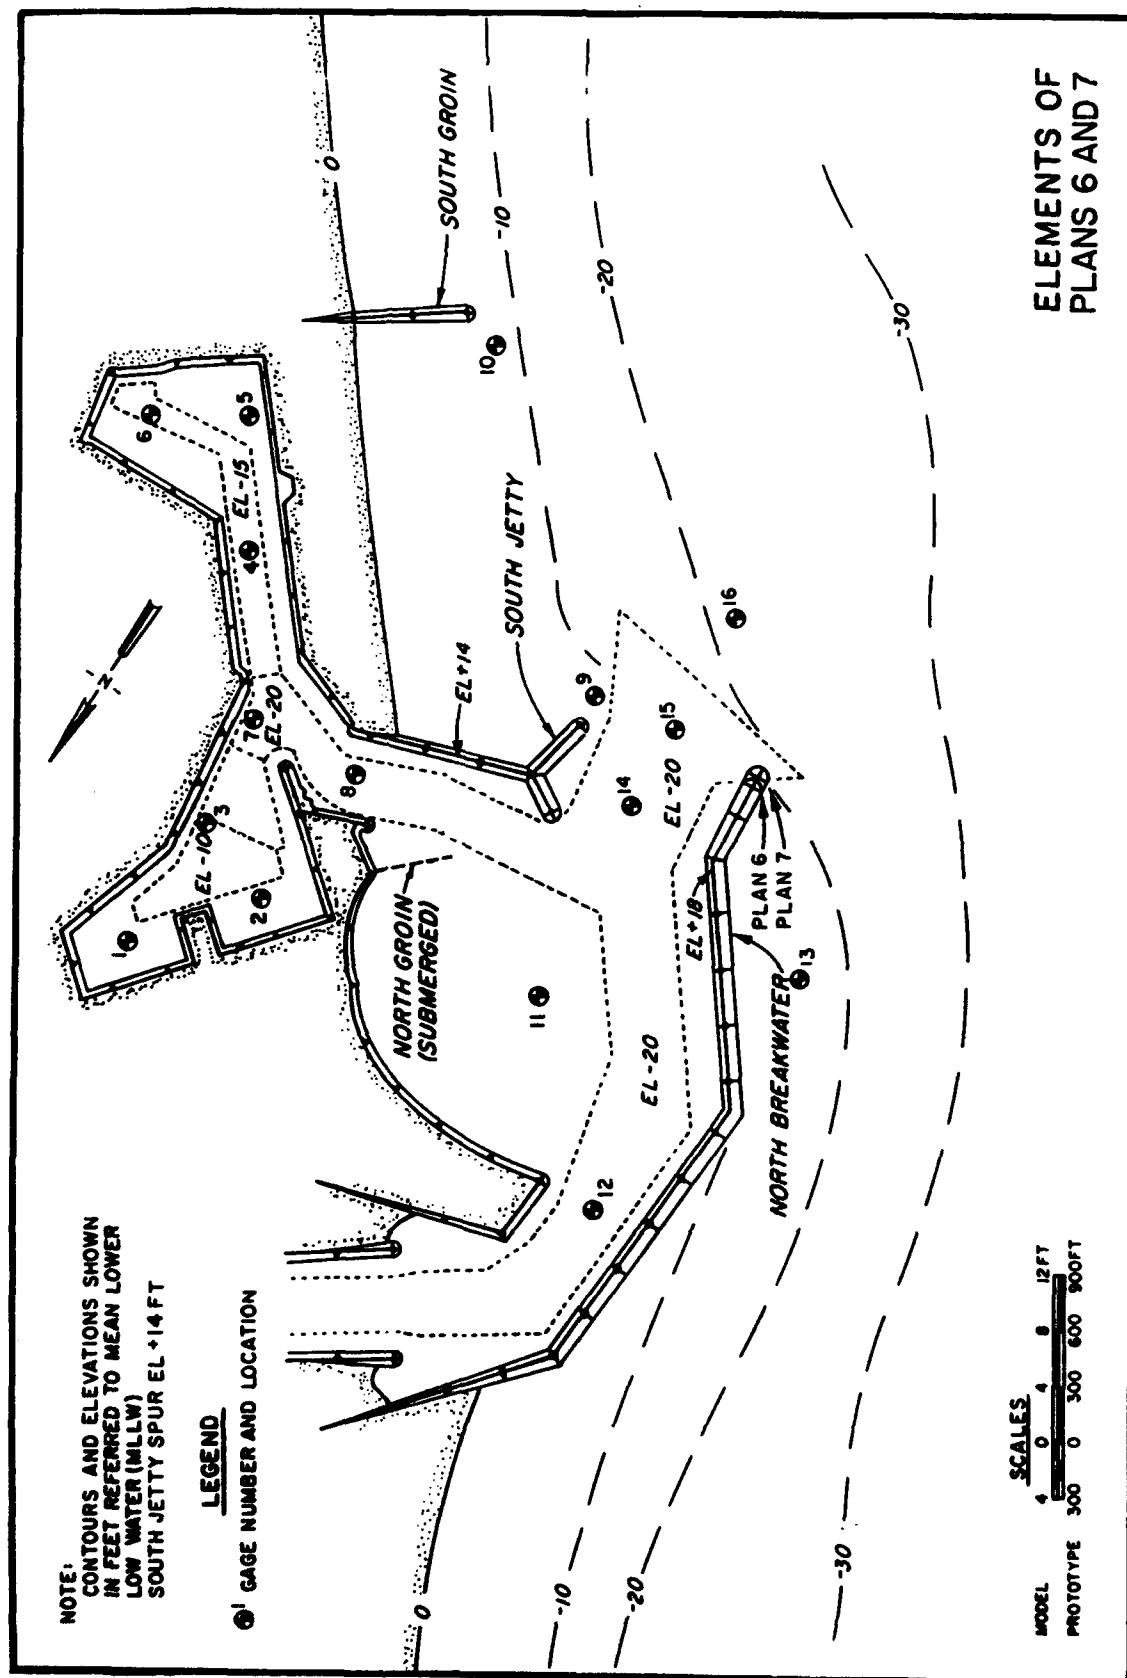 NOTE:
CONTOURS AND ELEVATIONS SHOWN
IN FEET REFERRED TO MEAN LOWER
LOW WATER (MLLW)
SOUTH JETTY SPUR EL +14 FT
LEGEND
1 GAGE NUMBER AND LOCATION
N
1
2
3
EL-10
4
5
6
EL-15
7
EL-20
8
NORTH GROIN
(SUBMERGED)
11
12
EL-20
EL+18
PLAN 6
PLAN 7
NORTH BREAKWATER
13
14
EL-20
15
16
9
EL+14
SOUTH JETTY
10
SOUTH GROIN
0
-10
-20
-30
0
-10
-20
-30
SCALES
MODEL 4 0 4 8 12FT
PROTOTYPE 300 0 300 600 900FT
ELEMENTS OF
PLANS 6 AND 7